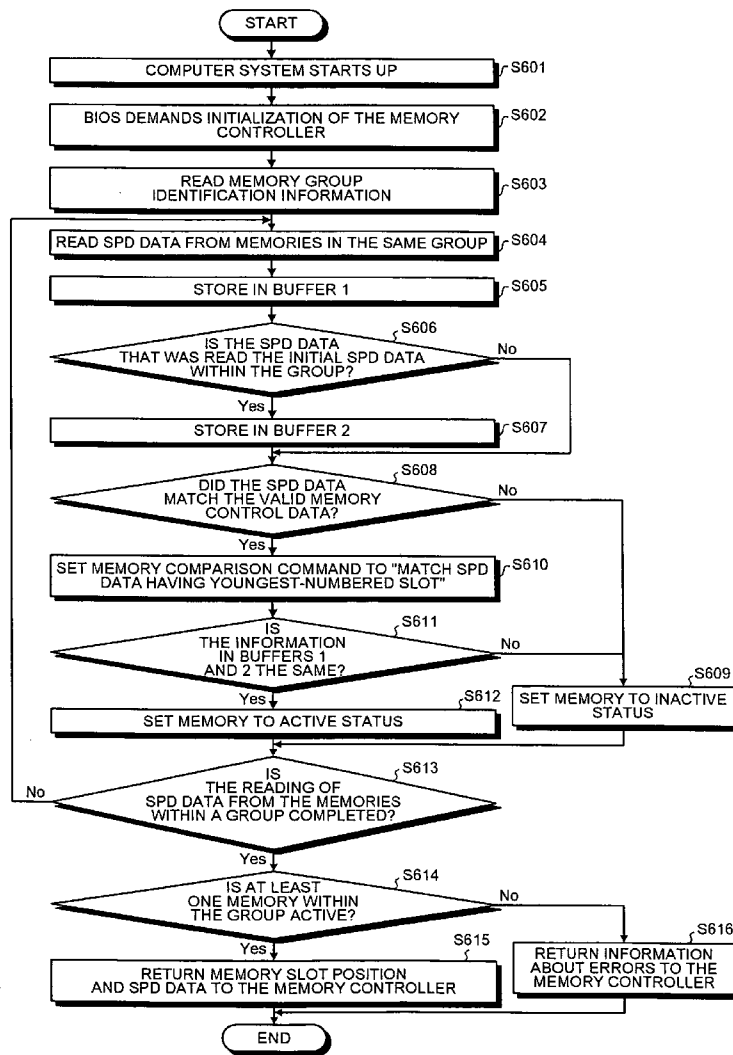 START
COMPUTER SYSTEM STARTS UP
S601
BIOS DEMANDS INITIALIZATION OF THE MEMORY
CONTROLLER
S602
READ MEMORY GROUP
IDENTIFICATION INFORMATION
S603
READ SPD DATA FROM MEMORIES IN THE SAME GROUP
S604
STORE IN BUFFER 1
S605
S606
IS THE SPD DATA
THAT WAS READ THE INITIAL SPD DATA
WITHIN THE GROUP?
No
Yes
STORE IN BUFFER 2
S607
S608
DID THE SPD DATA
MATCH THE VALID MEMORY
CONTROL DATA?
No
Yes
SET MEMORY COMPARISON COMMAND TO "MATCH SPD
DATA HAVING YOUNGEST-NUMBERED SLOT"
S610
S611
IS
THE INFORMATION
IN BUFFERS 1
AND 2 THE SAME?
No
Yes
S612
SET MEMORY TO ACTIVE STATUS
S609
SET MEMORY TO INACTIVE
STATUS
S613
IS
THE READING OF
SPD DATA FROM THE MEMORIES
WITHIN A GROUP COMPLETED?
No
Yes
S614
IS AT LEAST
ONE MEMORY WITHIN
THE GROUP ACTIVE?
No
Yes
S615
RETURN MEMORY SLOT POSITION
AND SPD DATA TO THE MEMORY CONTROLLER
S616
RETURN INFORMATION
ABOUT ERRORS TO THE
MEMORY CONTROLLER
END